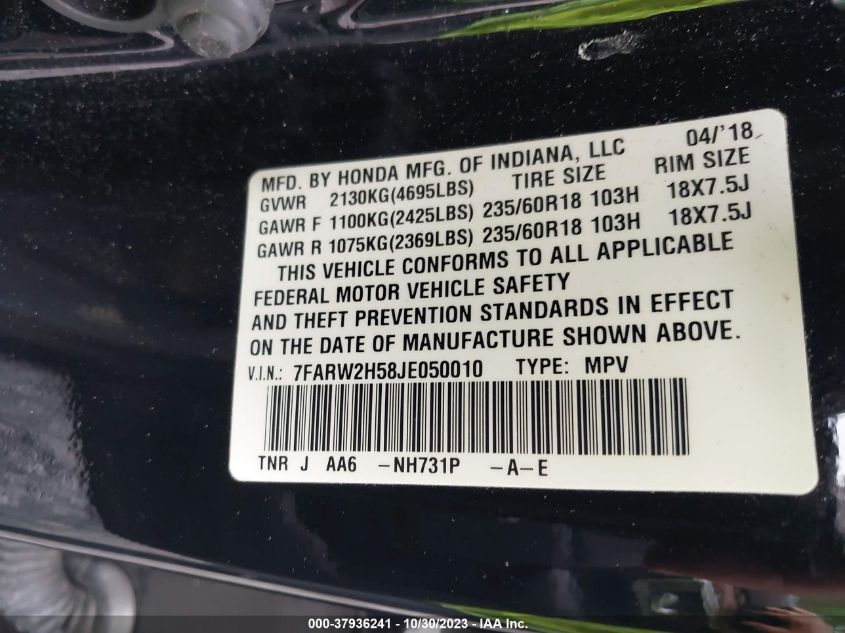 MFD. BY HONDA MFG. OF INDIANA, LLC 04/'18
GVWR 2130KG(4695LBS) TIRE SIZE RIM SIZE
GAWR F 1100KG(2425LBS) 235/60R18 103H 18X7.5J
GAWR R 1075KG(2369LBS) 235/60R18 103H 18X7.5J
THIS VEHICLE CONFORMS TO ALL APPLICABLE
FEDERAL MOTOR VEHICLE SAFETY
AND THEFT PREVENTION STANDARDS IN EFFECT
ON THE DATE OF MANUFACTURE SHOWN ABOVE.
V.I.N.: 7FARW2H58JE050010 TYPE: MPV
TNR J AA6 -NH731P -A-E
000-37936241 - 10/30/2023 - IAA Inc.